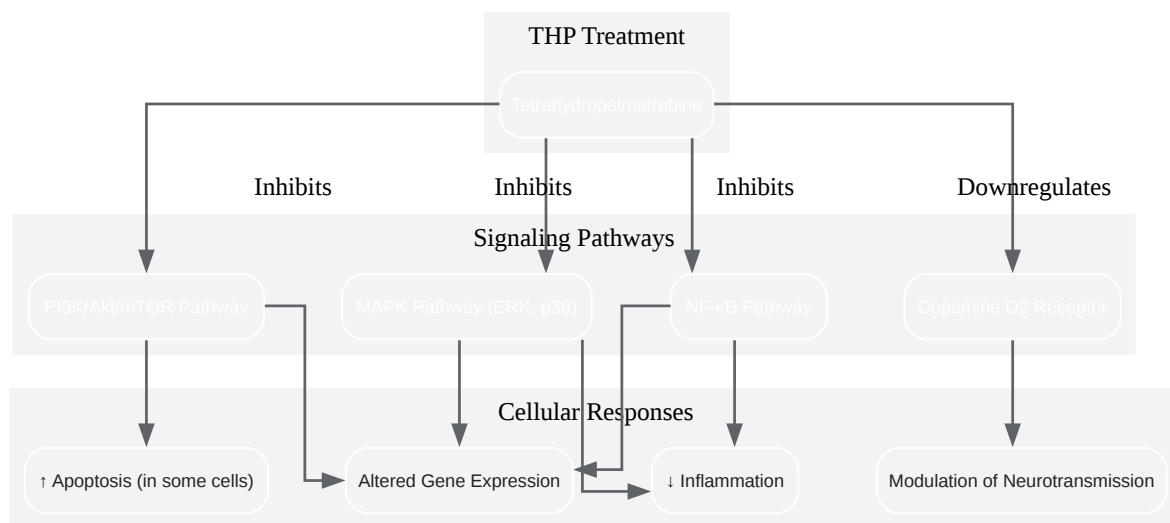 THP Treatment
Tetrahydropalmatrubine
Inhibits Inhibits Inhibits Downregulates
Signaling Pathways
PI3K/Akt/mTOR Pathway MAPK Pathway (ERK, p38) NF-κB Pathway Dopamine D2 Receptor
Cellular Responses
↑ Apoptosis (in some cells) Altered Gene Expression ↓ Inflammation Modulation of Neurotransmission